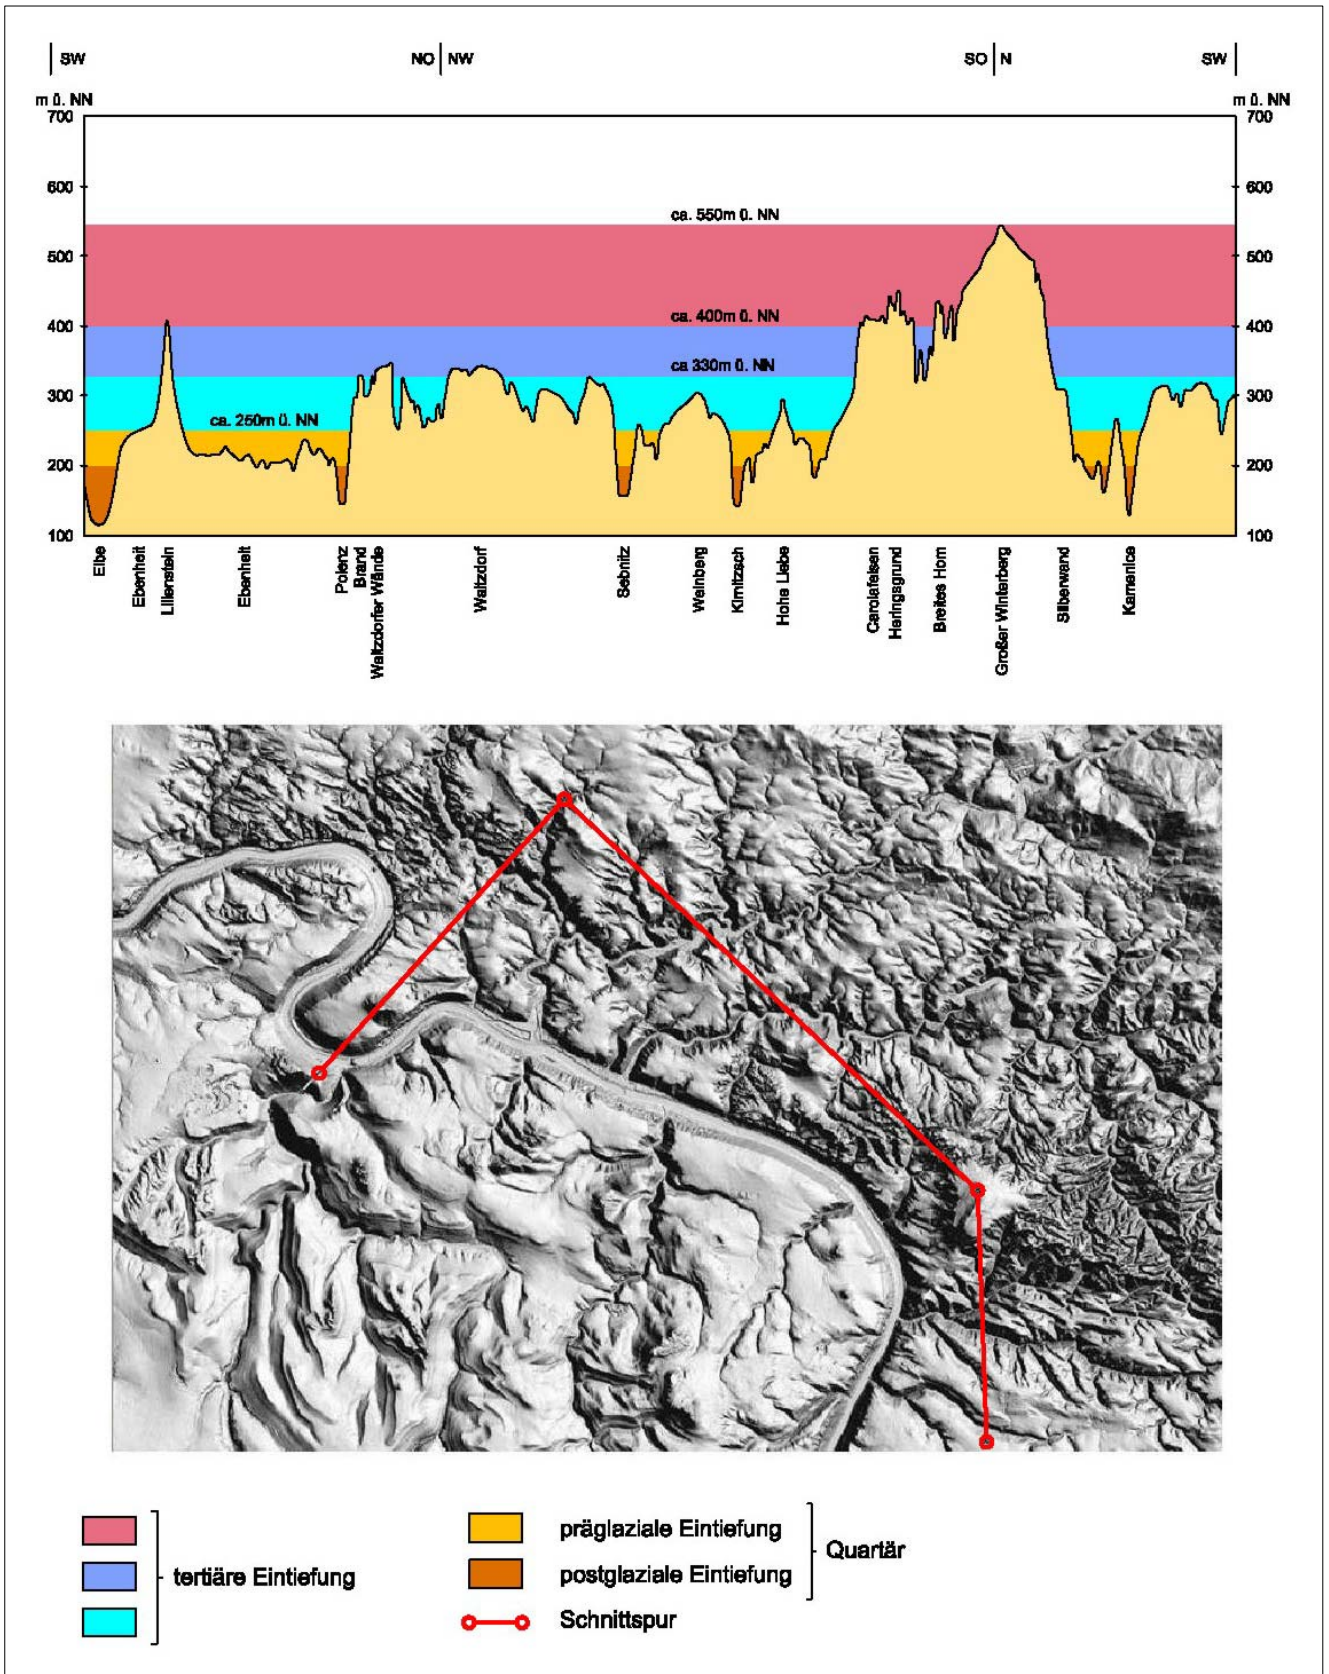 SW NO NW SO N SW
m ü. NN m ü. NN
700 700
600 600
ca. 550m ü. NN
500 500
400 ca. 400m ü. NN 400
ca 330m ü. NN
300 300
ca. 250m ü. NN
200 200
100 100
Elbe
Ebenheit
Lilienstein
Ebenheit
Polenz
Brand
Waitzdorfer Wände
Waitzdorf
Sebnitz
Weinberg
Kirnitzsch
Hohe Liebe
Carolafelsen
Heringsgrund
Breites Horn
Großer Winterberg
Silberwand
Kamenice
präglaziale Eintiefung
Quartär
tertiäre Eintiefung
postglaziale Eintiefung
Schnittspur